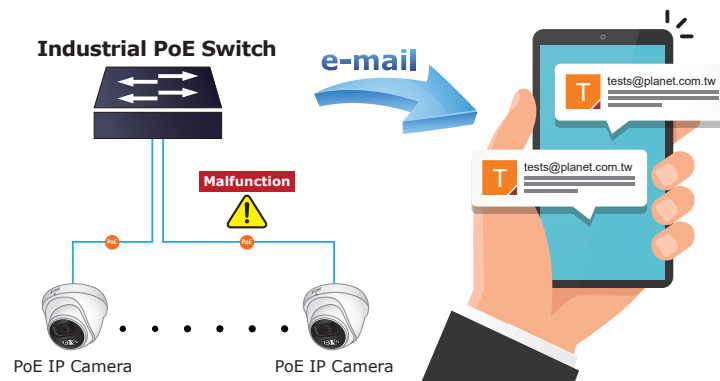 Industrial PoE Switch
e-mail
T
tests@planet.com.tw
T
tests@planet.com.tw
Malfunction
PoE
PoE
PoE IP Camera
PoE IP Camera